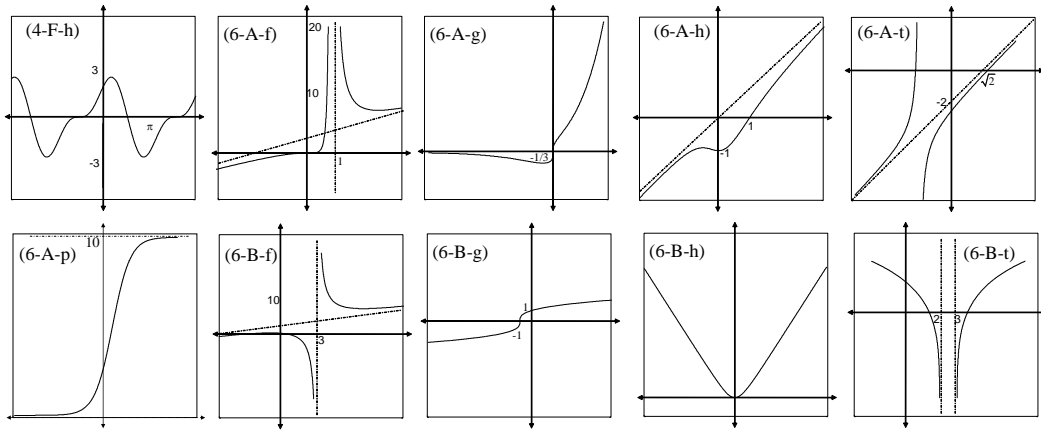 (4-F-h)
3
π
-3
(6-A-f)
20
10
1
(6-A-g)
-1/3
(6-A-h)
1
-1
(6-A-t)
-2
√2
(6-A-p)
10
(6-B-f)
10
3
(6-B-g)
1
-1
(6-B-h)
(6-B-t)
2
3